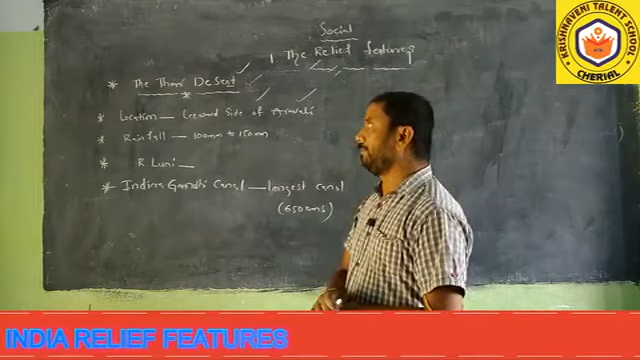 Social
1. The Relief features
* The Thar Desert
* Location — Leeward Side of Aravali
* Rainfall — 100mm to 150mm
* R. Luni —
* Indira Gandhi Canal — longest canal
(650kms)
KRISHNAVENI TALENT SCHOOL
KTS
CHERIAL
INDIA RELIEF FEATURES